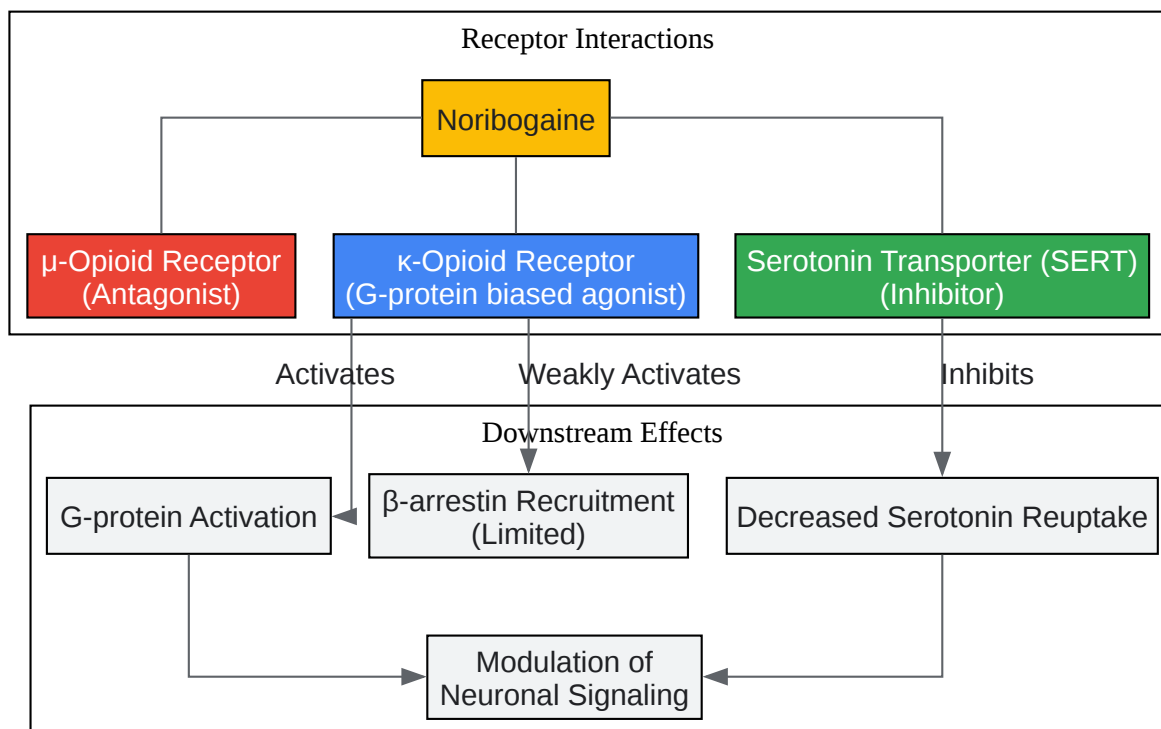 Receptor Interactions
Noribogaine
μ-Opioid Receptor
(Antagonist)
κ-Opioid Receptor
(G-protein biased agonist)
Serotonin Transporter (SERT)
(Inhibitor)
Activates
Weakly Activates
Inhibits
Downstream Effects
G-protein Activation
β-arrestin Recruitment
(Limited)
Decreased Serotonin Reuptake
Modulation of
Neuronal Signaling